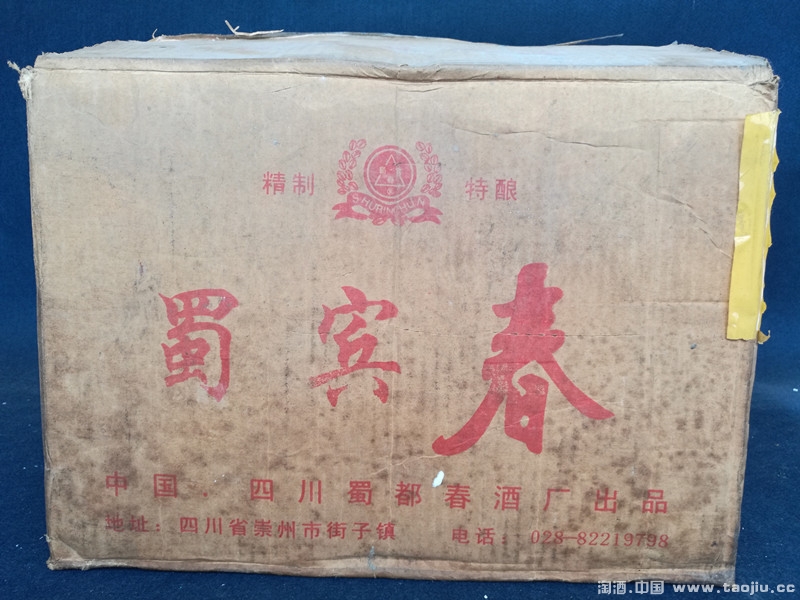 精制 特酿
SHUBINCHUN
蜀宾春
中国．四川蜀都春酒厂出品
地址：四川省崇州市街子镇 电话：028-82219798
淘酒.中国 www.taojiu.cc